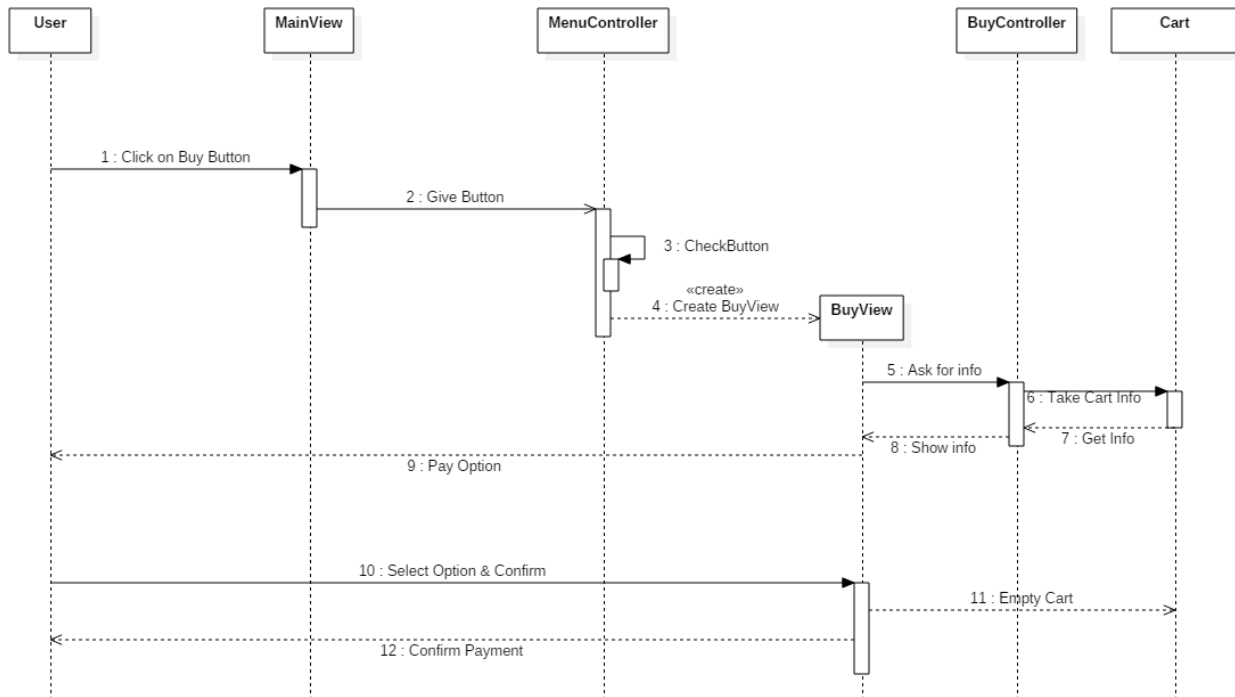 User
MainView
MenuController
BuyController
Cart
1 : Click on Buy Button
2 : Give Button
3 : CheckButton
«create»
4 : Create BuyView
BuyView
5 : Ask for info
6 : Take Cart Info
7 : Get Info
8 : Show info
9 : Pay Option
10 : Select Option & Confirm
11 : Empty Cart
12 : Confirm Payment